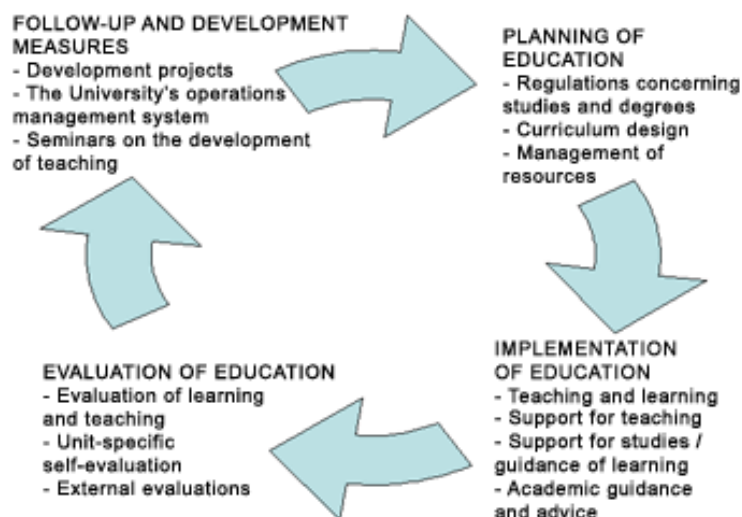 FOLLOW-UP AND DEVELOPMENT
MEASURES
- Development projects
- The University's operations
management system
- Seminars on the development
of teaching
PLANNING OF
EDUCATION
- Regulations concerning
studies and degrees
- Curriculum design
- Management of
resources
IMPLEMENTATION
OF EDUCATION
- Teaching and learning
- Support for teaching
- Support for studies /
guidance of learning
- Academic guidance
and advice
EVALUATION OF EDUCATION
- Evaluation of learning
and teaching
- Unit-specific
self-evaluation
- External evaluations